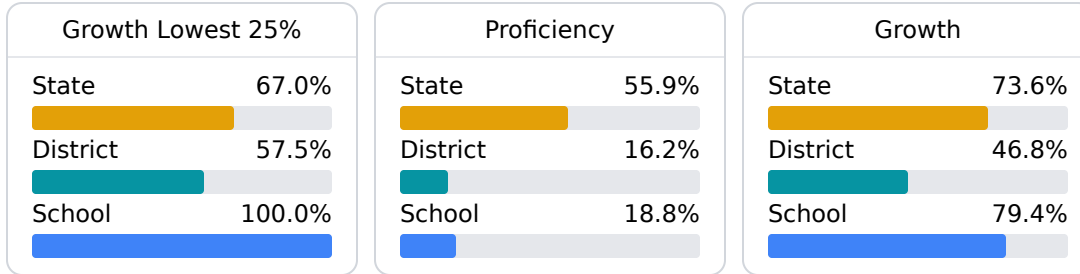 Growth Lowest 25%
State 67.0%
District 57.5%
School 100.0%
Proficiency
State 55.9%
District 16.2%
School 18.8%
Growth
State 73.6%
District 46.8%
School 79.4%